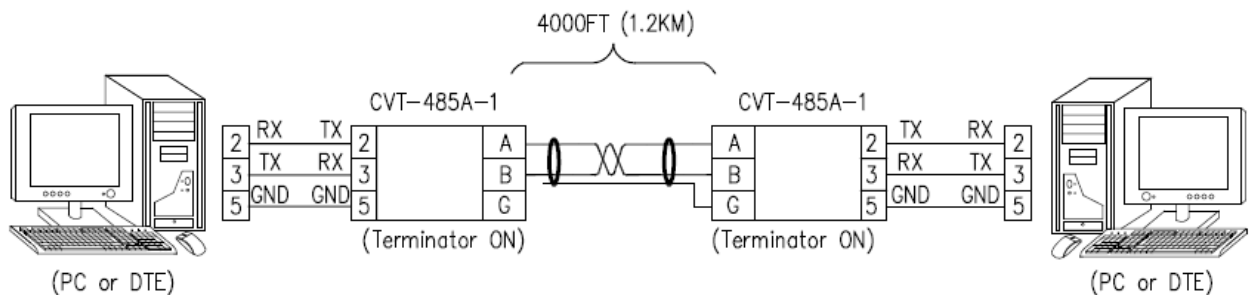 4000FT (1.2KM)
CVT-485A-1
CVT-485A-1
2 RX TX 2 A A 2 TX RX 2
3 TX RX 3 B B 3 RX TX 3
5 GND GND 5 G G 5 GND GND 5
(Terminator ON)
(Terminator ON)
(PC or DTE)
(PC or DTE)